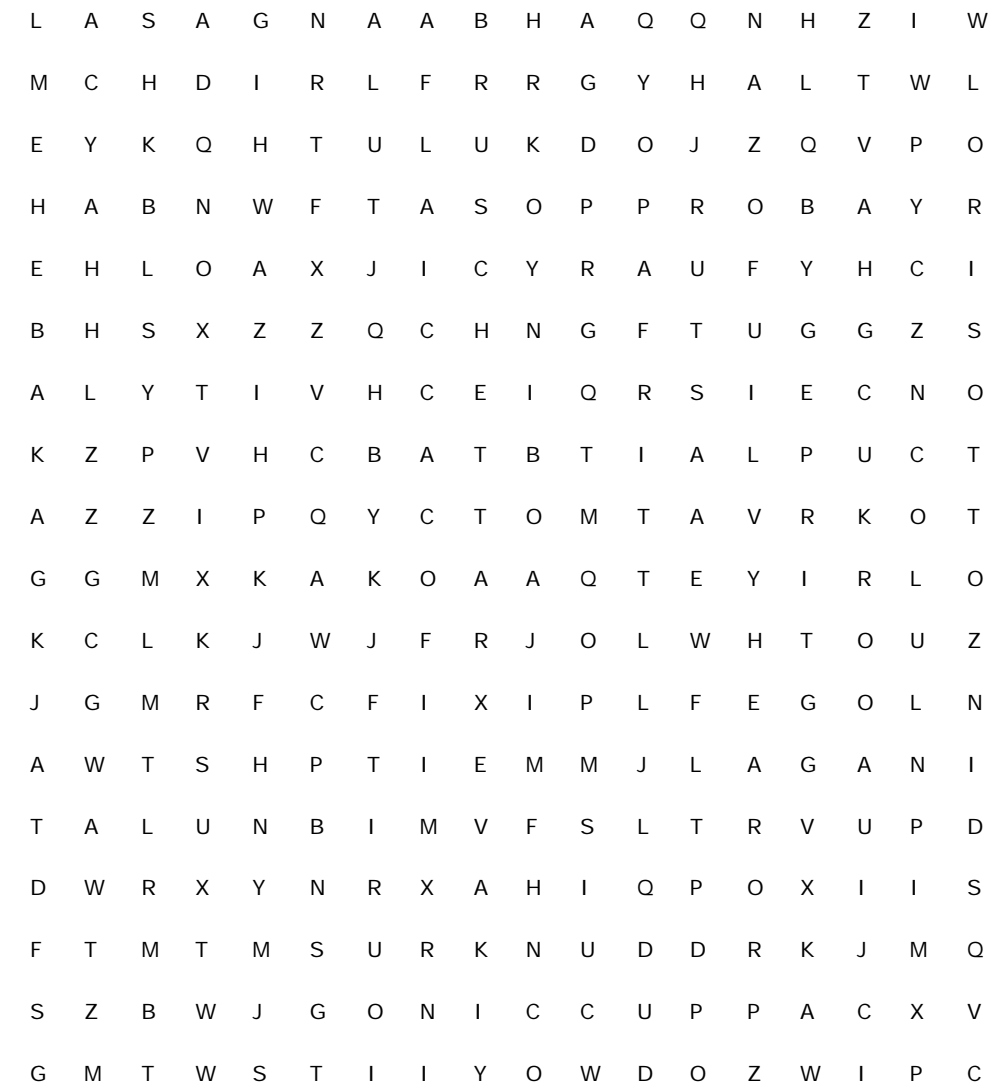 L A S A G N A A B H A Q Q N H Z I W
M C H D I R L F R R G Y H A L T W L
E Y K Q H T U L U K D O J Z Q V P O
H A B N W F T A S O P P R O B A Y R
E H L O A X J I C Y R A U F Y H C I
B H S X Z Z Q C H N G F T U G G Z S
A L Y T I V H C E I Q R S I E C N O
K Z P V H C B A T B T I A L P U C T
A Z Z I P Q Y C T O M T A V R K O T
G G M X K A K O A A Q T E Y I R L O
K C L K J W J F R J O L W H T O U Z
J G M R F C F I X I P L F E G O L N
A W T S H P T I E M M J L A G A N I
T A L U N B I M V F S L T R V U P D
D W R X Y N R X A H I Q P O X I I S
F T M T M S U R K N U D D R K J M Q
S Z B W J G O N I C C U P P A C X V
G M T W S T I I Y O W D O Z W I P C